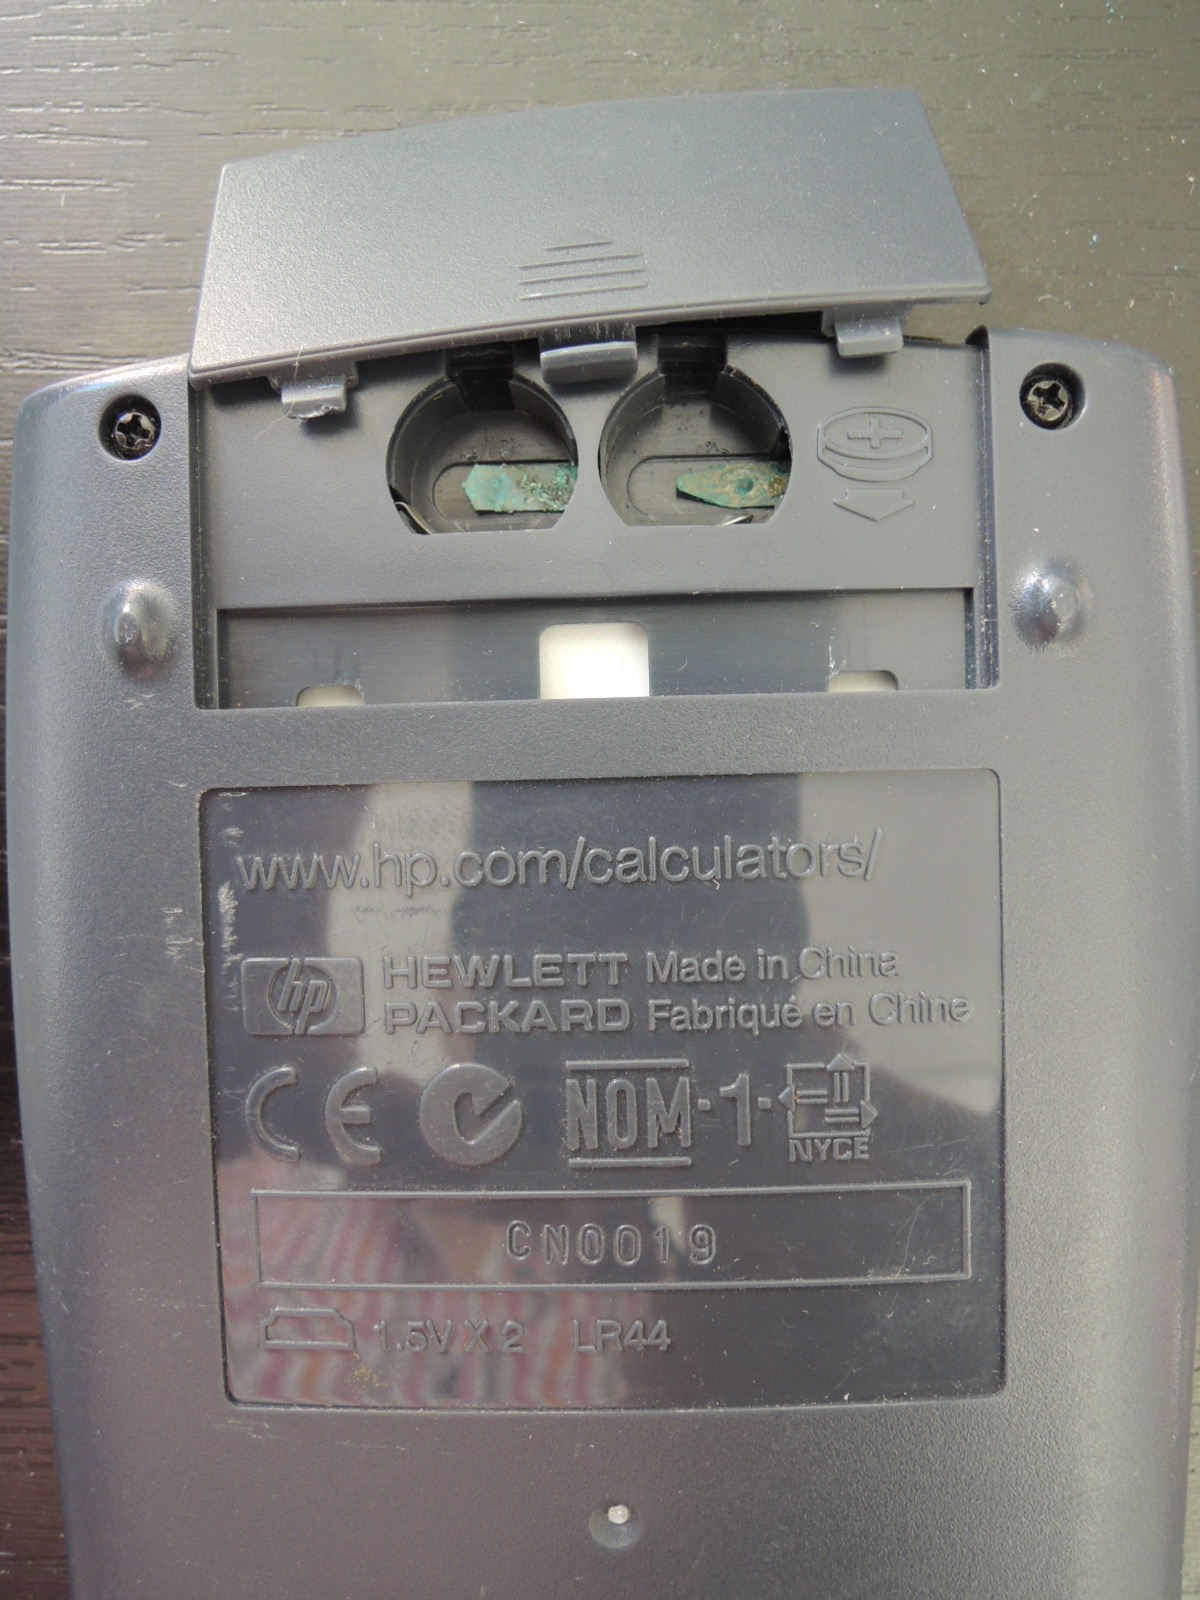 www.hp.com/calculators/
hp HEWLETT PACKARD Made in China
Fabriqué en Chine
CE NOM-1- NYCE
CN0019
1.5V X 2 LR44